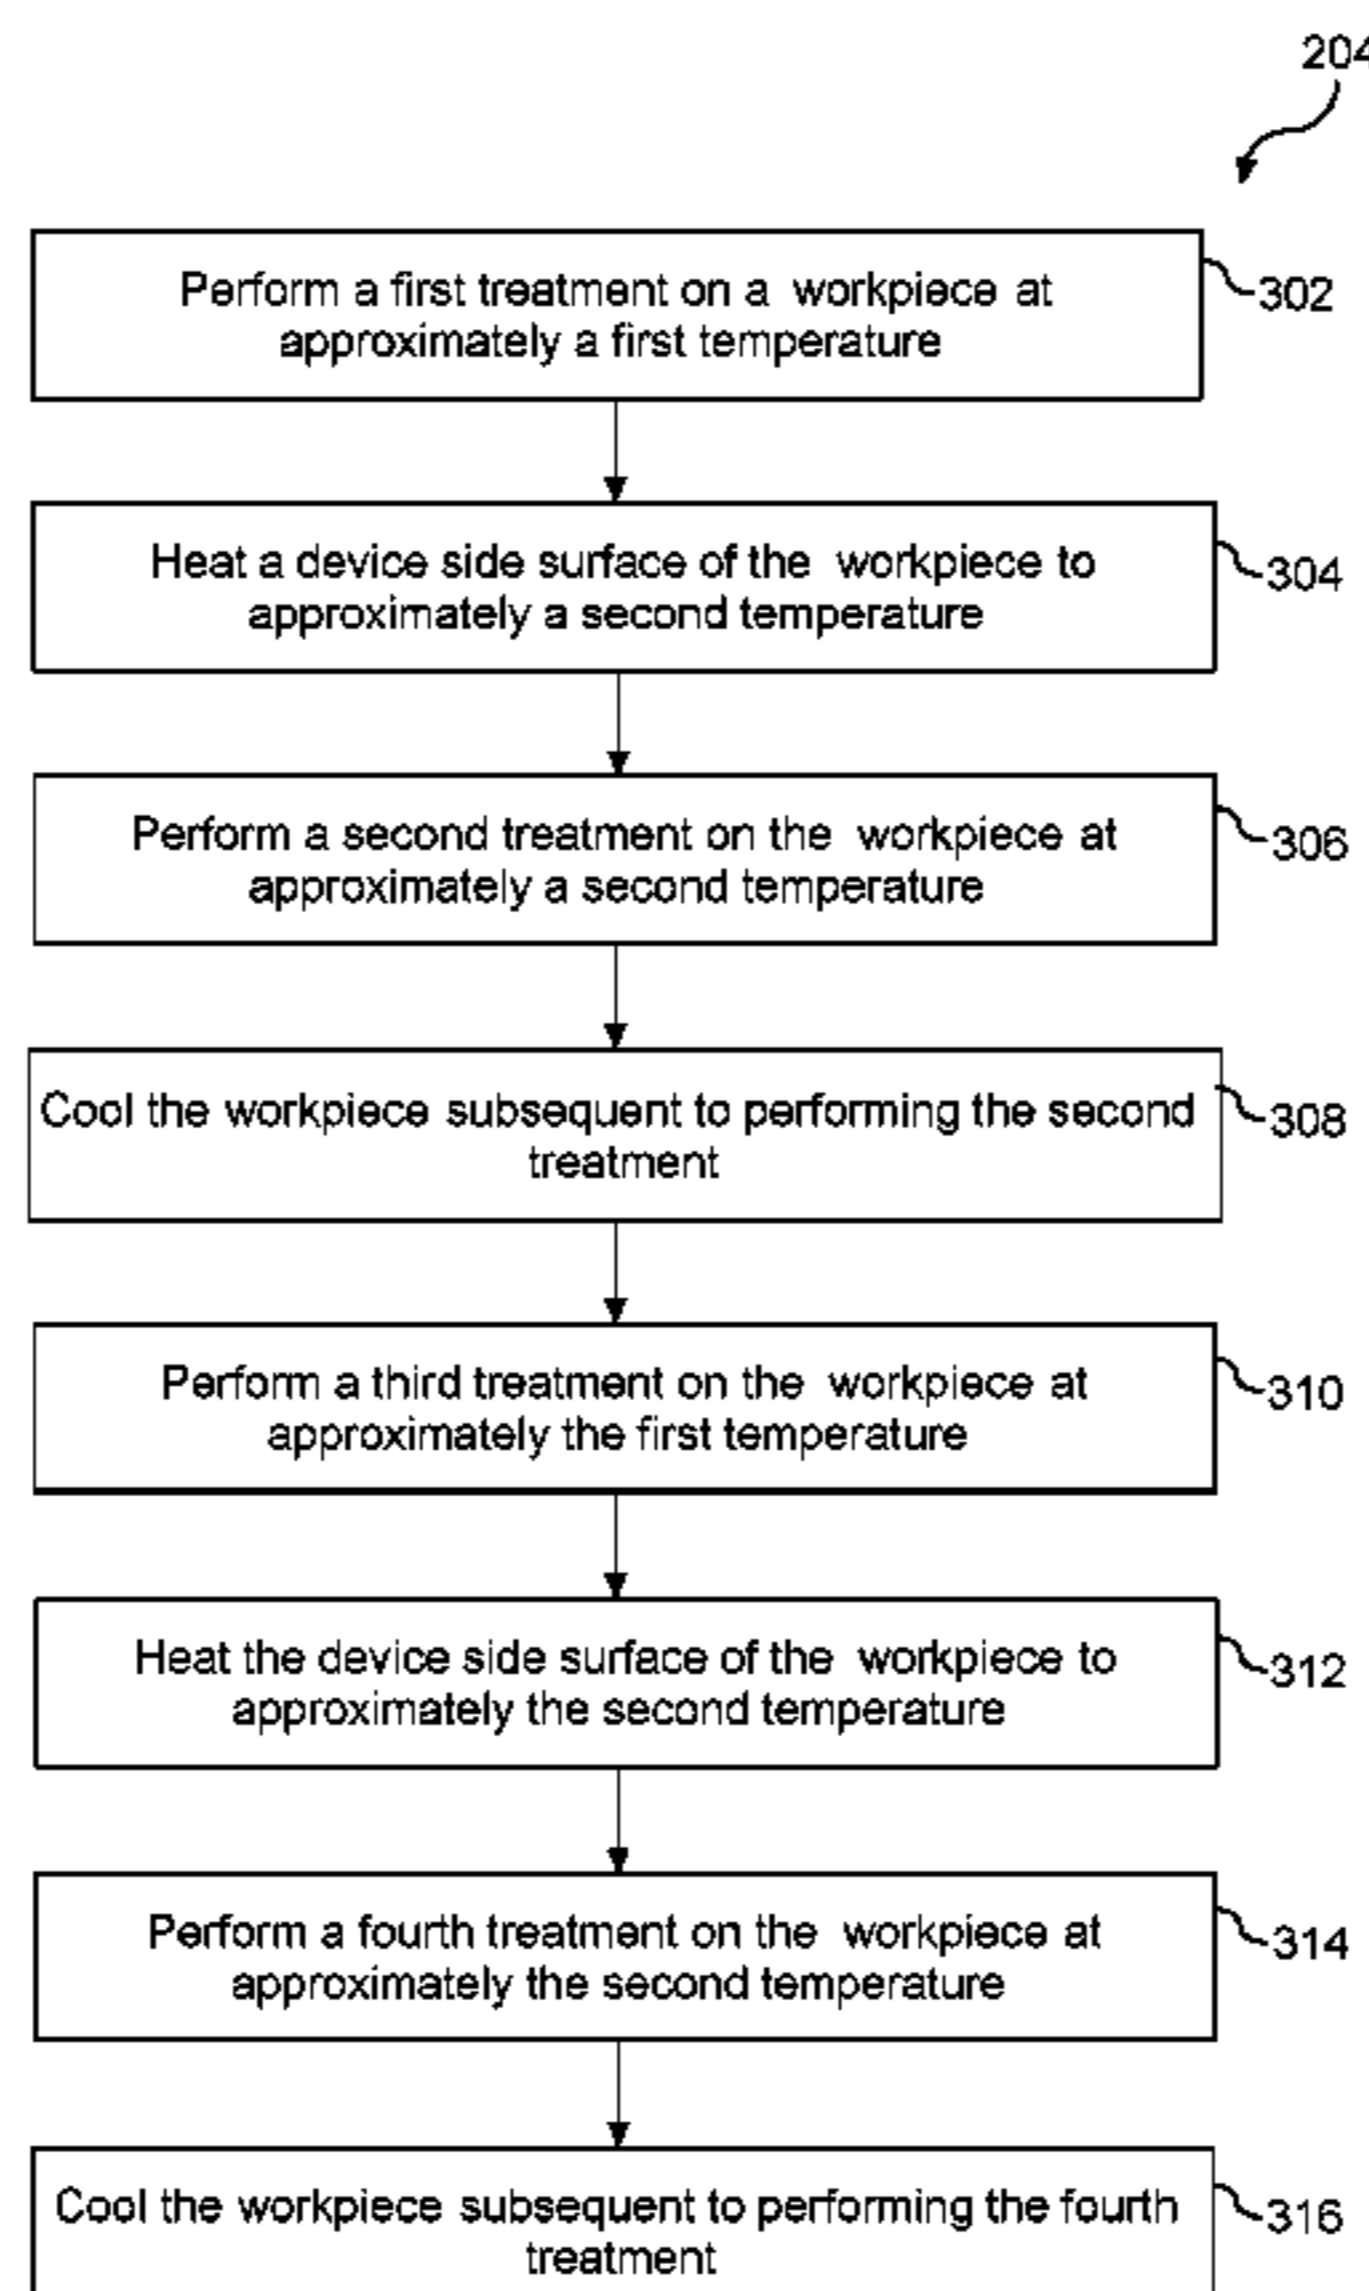 204
Perform a first treatment on a workpiece at
approximately a first temperature
302
Heat a device side surface of the workpiece to
approximately a second temperature
304
Perform a second treatment on the workpiece at
approximately a second temperature
306
Cool the workpiece subsequent to performing the second
treatment
308
Perform a third treatment on the workpiece at
approximately the first temperature
310
Heat the device side surface of the workpiece to
approximately the second temperature
312
Perform a fourth treatment on the workpiece at
approximately the second temperature
314
Cool the workpiece subsequent to performing the fourth
treatment
316